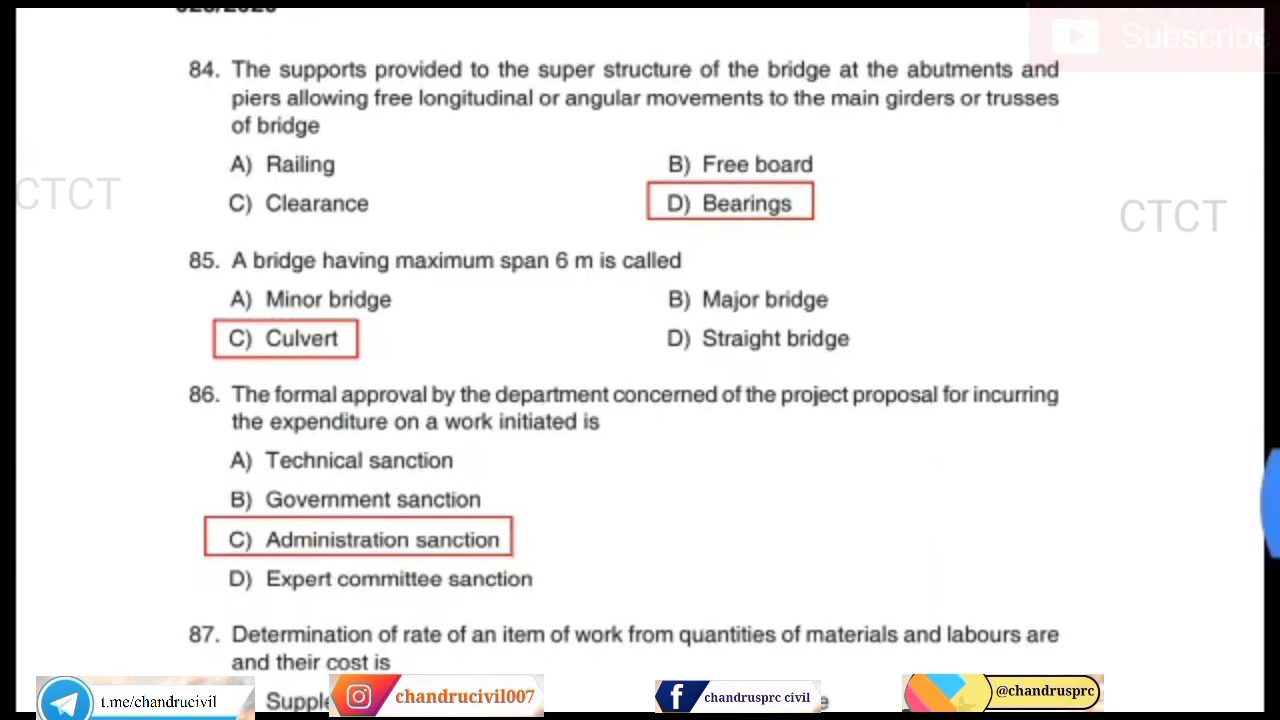 Subscribe
84. The supports provided to the super structure of the bridge at the abutments and
piers allowing free longitudinal or angular movements to the main girders or trusses
of bridge
A) Railing
B) Free board
C) Clearance
D) Bearings
CTCT
CTCT
85. A bridge having maximum span 6 m is called
A) Minor bridge
B) Major bridge
C) Culvert
D) Straight bridge
86. The formal approval by the department concerned of the project proposal for incurring
the expenditure on a work initiated is
A) Technical sanction
B) Government sanction
C) Administration sanction
D) Expert committee sanction
87. Determination of rate of an item of work from quantities of materials and labours are
and their cost is
t.me/chandrucivil
chandrucivil007
chandrusprc civil
@chandrusprc